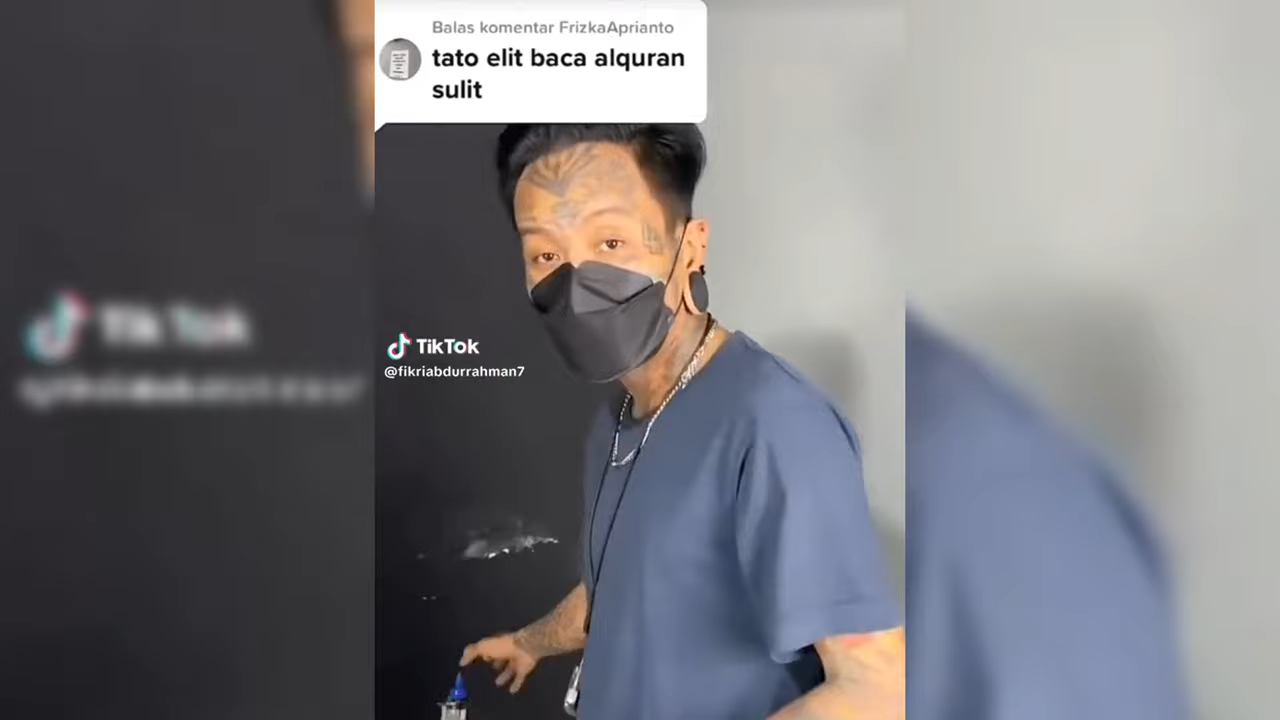 Balas komentar FrizkaAprianto
tato elit baca alquran
sulit
TikTok
@fikriabdurrahman7